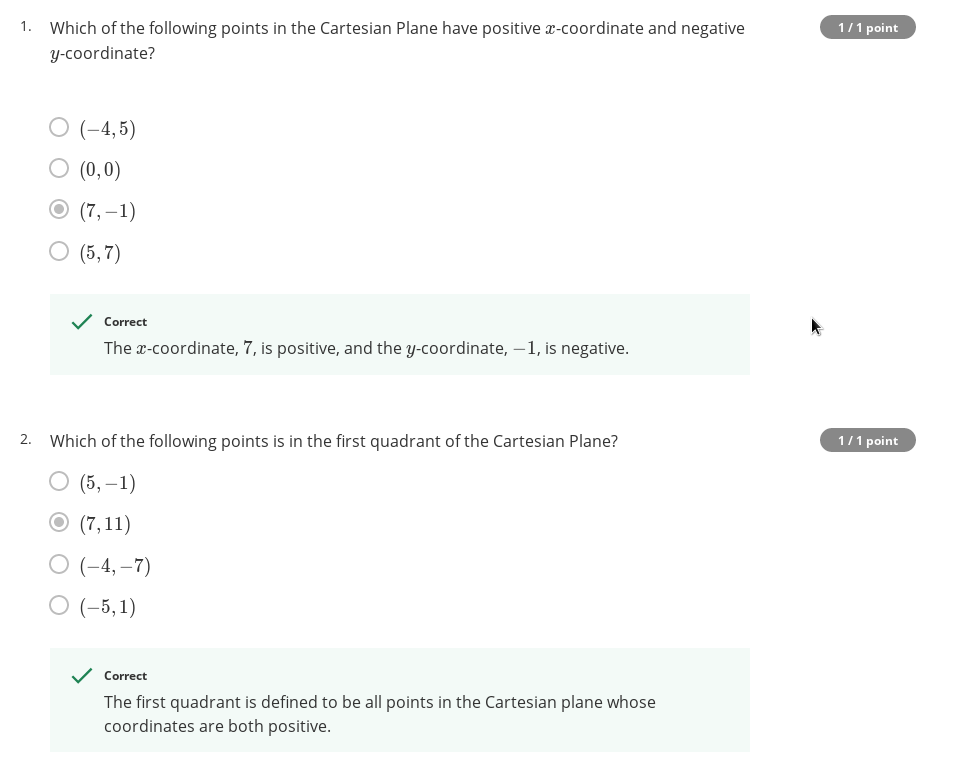 1. Which of the following points in the Cartesian Plane have positive x-coordinate and negative 1 / 1 point
y-coordinate?
(−4, 5)
(0, 0)
(7, −1)
(5, 7)
Correct
The x-coordinate, 7, is positive, and the y-coordinate, −1, is negative.
2. Which of the following points is in the first quadrant of the Cartesian Plane? 1 / 1 point
(5, −1)
(7, 11)
(−4, −7)
(−5, 1)
Correct
The first quadrant is defined to be all points in the Cartesian plane whose
coordinates are both positive.